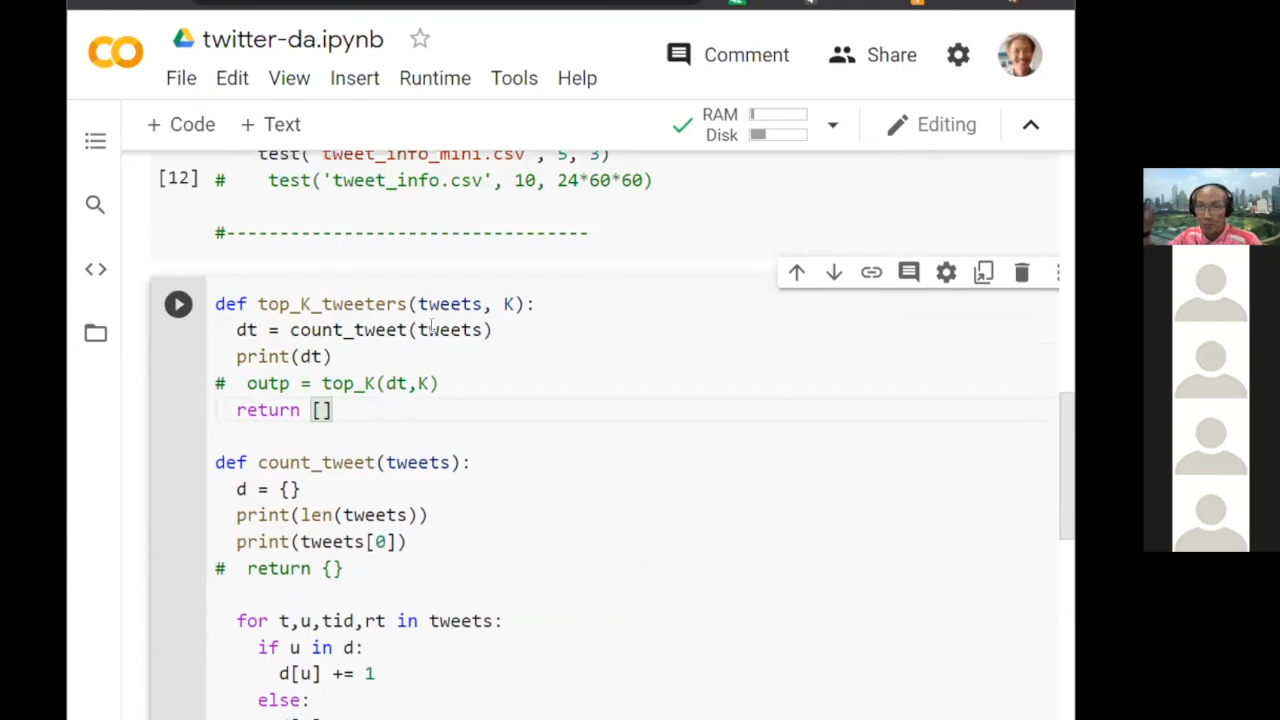 twitter-da.ipynb
Comment
Share
File Edit View Insert Runtime Tools Help
+ Code + Text
RAM
Disk
Editing
test('tweet_info_mini.csv', 5, 3)
[12] # test('tweet_info.csv', 10, 24*60*60)
#-----------------------------------
def top_K_tweeters(tweets, K):
dt = count_tweet(tweets)
print(dt)
# outp = top_K(dt,K)
return []
def count_tweet(tweets):
d = {}
print(len(tweets))
print(tweets[0])
# return {}
for t,u,tid,rt in tweets:
if u in d:
d[u] += 1
else: